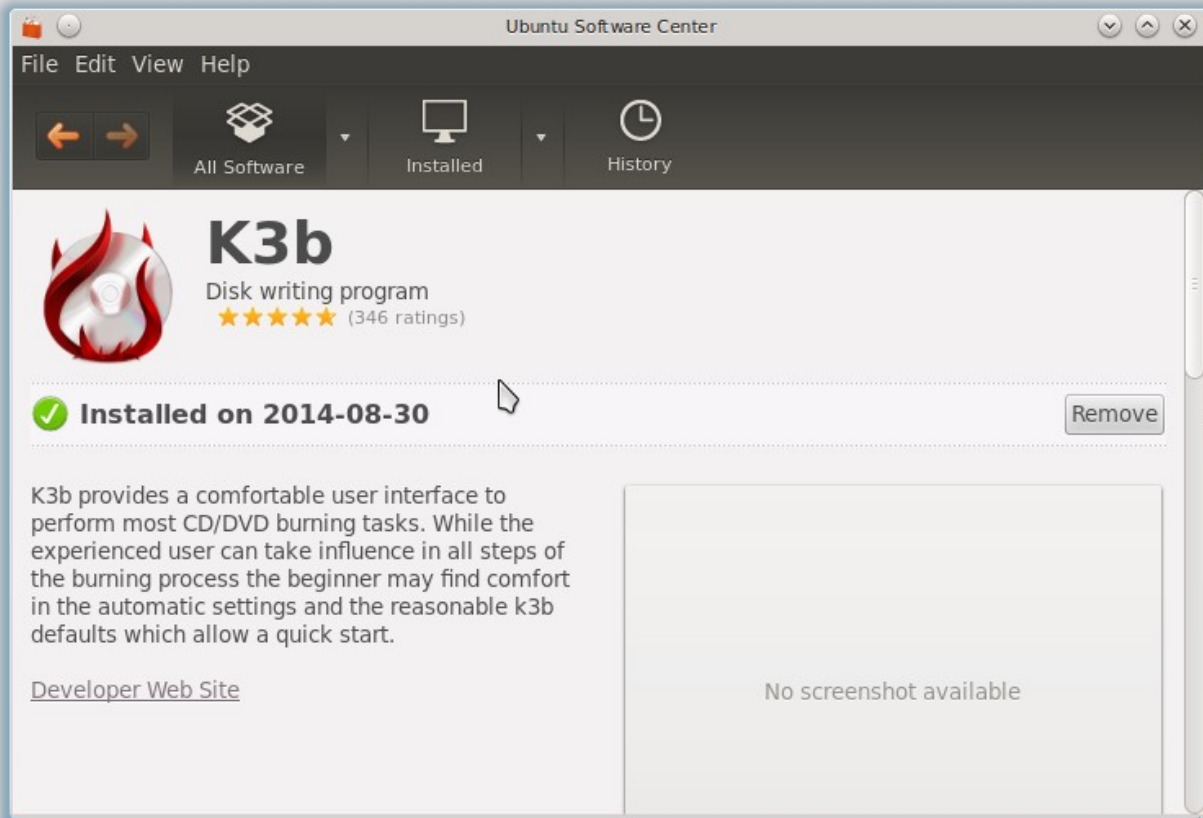 Ubuntu Software Center
File Edit View Help
All Software
Installed
History
K3b
Disk writing program
(346 ratings)
Installed on 2014-08-30
Remove
K3b provides a comfortable user interface to
perform most CD/DVD burning tasks. While the
experienced user can take influence in all steps of
the burning process the beginner may find comfort
in the automatic settings and the reasonable k3b
defaults which allow a quick start.
Developer Web Site
No screenshot available